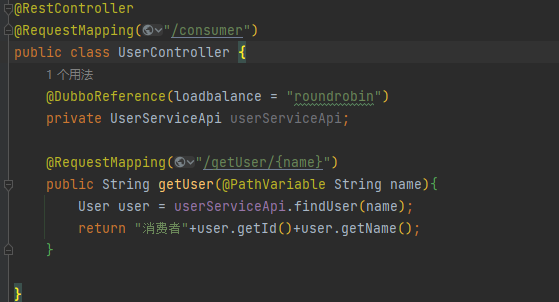 @RestController
@RequestMapping("/consumer")
public class UserController {
1 个用法
@DubboReference(loadbalance = "roundrobin")
private UserServiceApi userServiceApi;
@RequestMapping("/getUser/{name}")
public String getUser(@PathVariable String name){
User user = userServiceApi.findUser(name);
return "消费者"+user.getId()+user.getName();
}
}